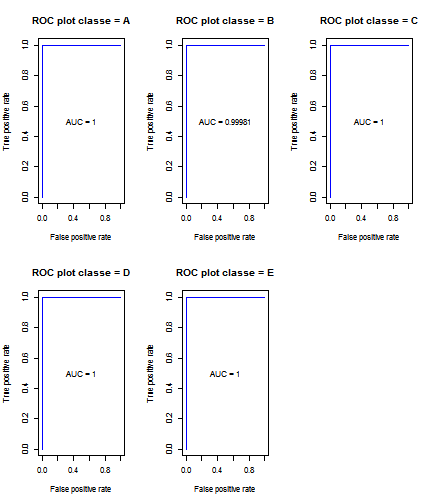 ROC plot classe = A
ROC plot classe = B
ROC plot classe = C
True positive rate
0.0 0.2 0.4 0.6 0.8 1.0
AUC = 1
0.0 0.4 0.8
False positive rate
True positive rate
0.0 0.2 0.4 0.6 0.8 1.0
AUC = 0.99981
0.0 0.4 0.8
False positive rate
True positive rate
0.0 0.2 0.4 0.6 0.8 1.0
AUC = 1
0.0 0.4 0.8
False positive rate
ROC plot classe = D
ROC plot classe = E
True positive rate
0.0 0.2 0.4 0.6 0.8 1.0
AUC = 1
0.0 0.4 0.8
False positive rate
True positive rate
0.0 0.2 0.4 0.6 0.8 1.0
AUC = 1
0.0 0.4 0.8
False positive rate